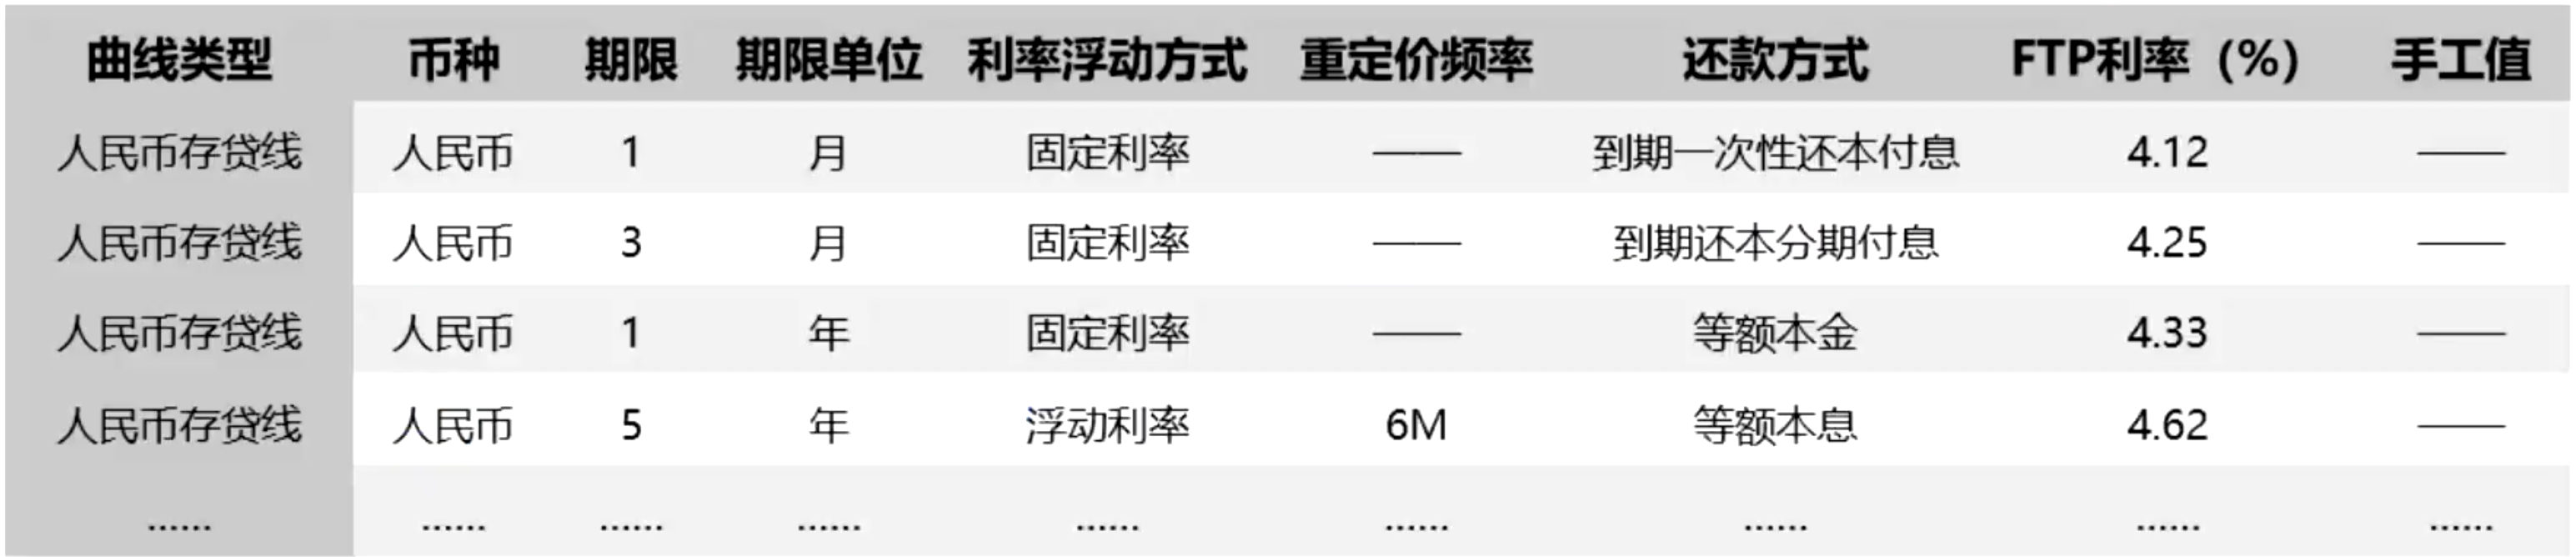 曲线类型 币种 期限 期限单位 利率浮动方式 重定价频率 还款方式 FTP利率（%） 手工值
人民币存贷线 人民币 1 月 固定利率 —— 到期一次性还本付息 4.12 ——
人民币存贷线 人民币 3 月 固定利率 —— 到期还本分期付息 4.25 ——
人民币存贷线 人民币 1 年 固定利率 —— 等额本金 4.33 ——
人民币存贷线 人民币 5 年 浮动利率 6M 等额本息 4.62 ——
…… …… …… …… …… …… …… …… ……